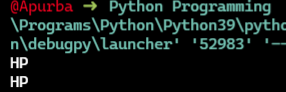 @Apurba ➜ Python Programming
\Programs\Python\Python39\pytho
n\debugpy\launcher' '52983' '--
HP
HP